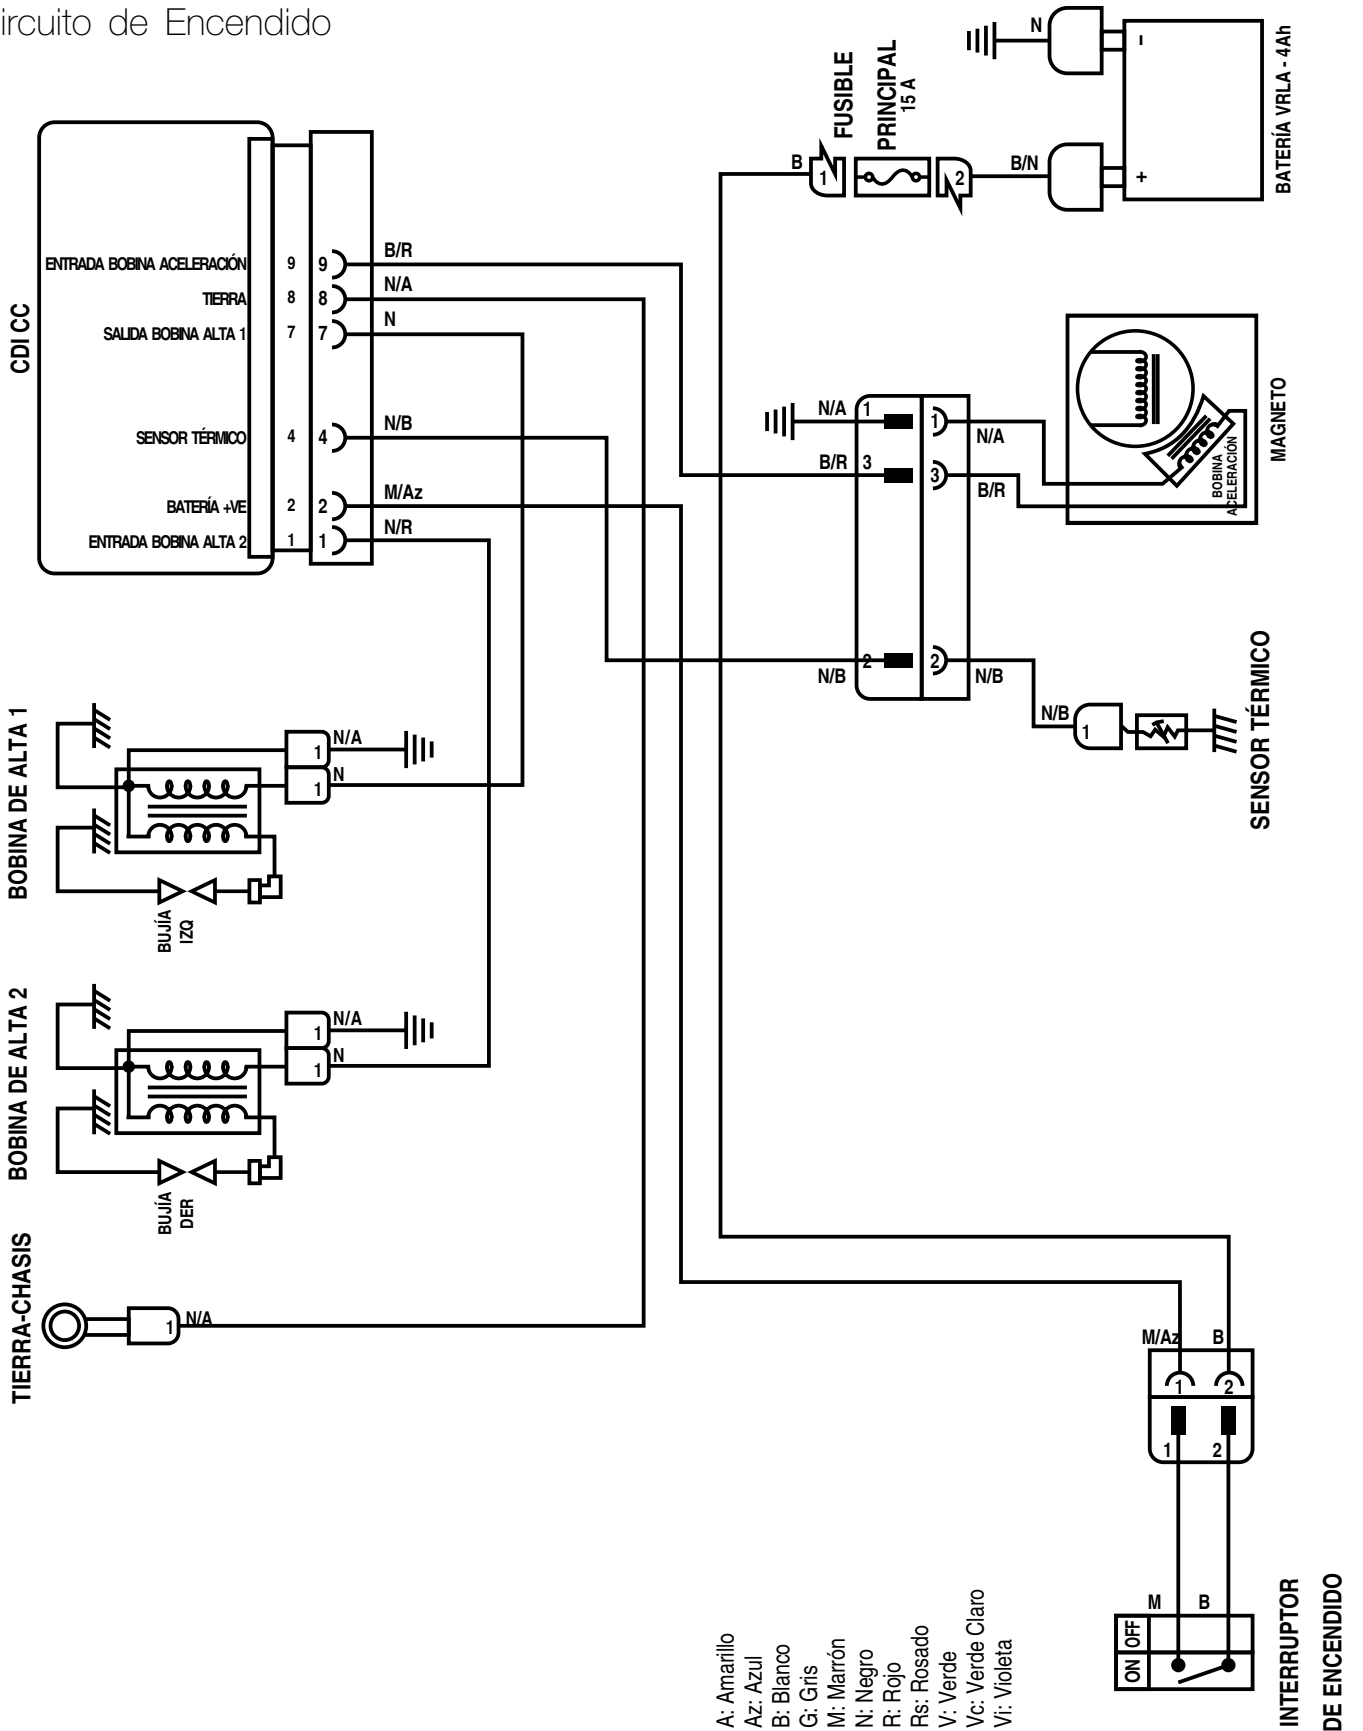 ircuito de Encendido
CDI CC
ENTRADA BOBINA ACELERACIÓN 9 9 B/R
TIERRA 8 8 N/A
SALIDA BOBINA ALTA 1 7 7 N
SENSOR TÉRMICO 4 4 N/B
BATERÍA +VE 2 2 M/Az
ENTRADA BOBINA ALTA 2 1 1 N/R
FUSIBLE
PRINCIPAL
15 A
B
1
2
B/N
N
-
+
BATERÍA VRLA - 4Ah
N/A 1
1
N/A
B/R 3
3
B/R
N/B
2
2
N/B
BOBINA
ACELERACIÓN
MAGNETO
N/B
1
SENSOR TÉRMICO
BOBINA DE ALTA 1
1 N/A
1 N
BUJÍA
IZQ
BOBINA DE ALTA 2
1 N/A
1 N
BUJÍA
DER
TIERRA-CHASIS
1 N/A
M/Az B
1 2
1 2
M B
ON OFF
INTERRUPTOR
DE ENCENDIDO
A: Amarillo
Az: Azul
B: Blanco
G: Gris
M: Marrón
N: Negro
R: Rojo
Rs: Rosado
V: Verde
Vc: Verde Claro
Vi: Violeta